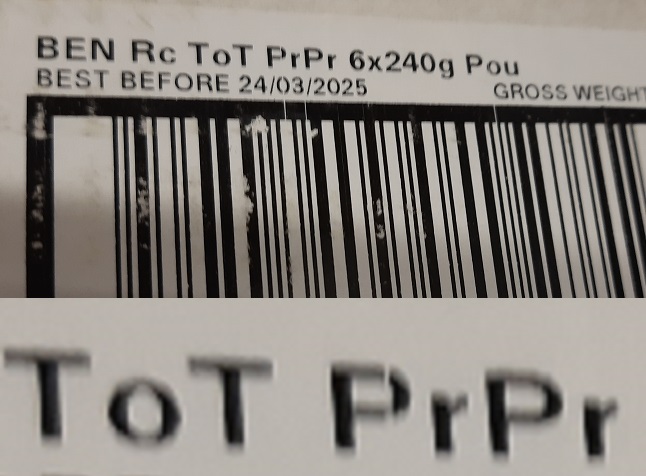 BEN Rc ToT PrPr 6x240g Pou
BEST BEFORE 24/03/2025 GROSS WEIGHT
ToT PrPr